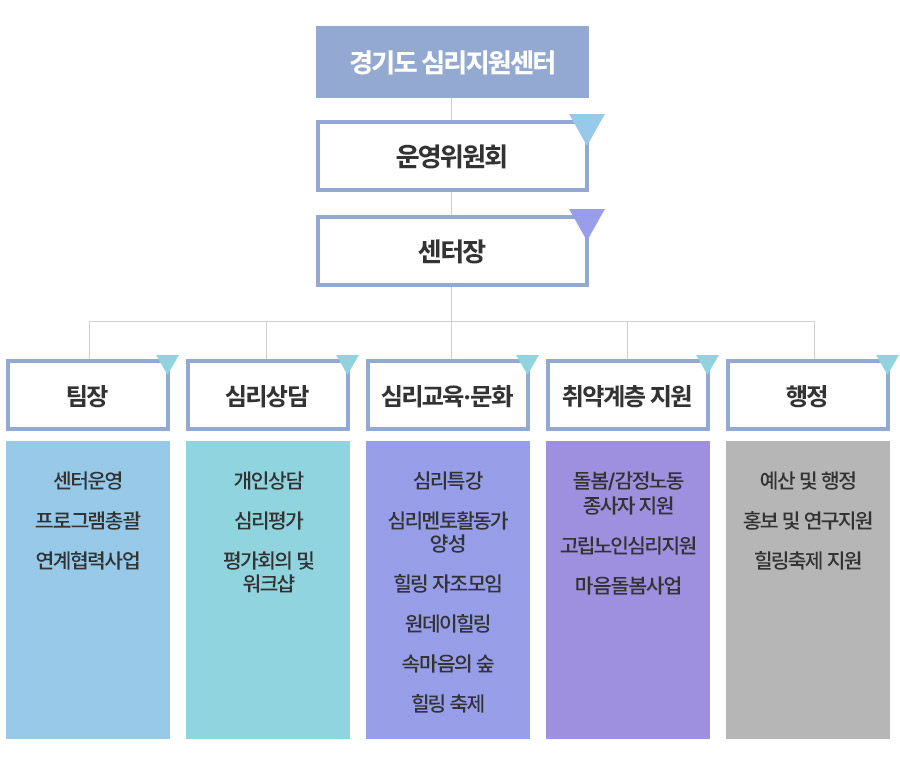 경기도 심리지원센터
운영위원회
센터장
팀장
센터운영
프로그램총괄
연계협력사업
심리상담
개인상담
심리평가
평가회의 및
워크샵
심리교육·문화
심리특강
심리멘토활동가
양성
힐링 자조모임
원데이힐링
속마음의 숲
힐링 축제
취약계층 지원
돌봄/감정노동
종사자 지원
고립노인심리지원
마음돌봄사업
행정
예산 및 행정
홍보 및 연구지원
힐링축제 지원